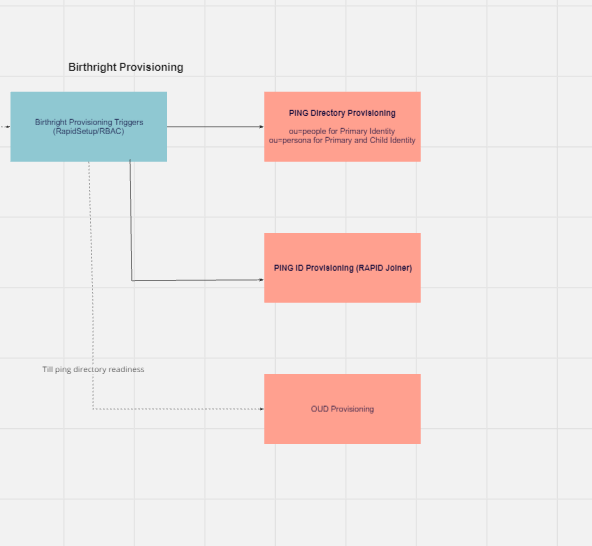 Birthright Provisioning
Birthright Provisioning Triggers
(RapidSetup/RBAC)
PING Directory Provisioning
ou=people for Primary Identity
ou=persona for Primary and Child Identity
PING ID Provisioning (RAPID Joiner)
Till ping directory readiness
OUD Provisioning